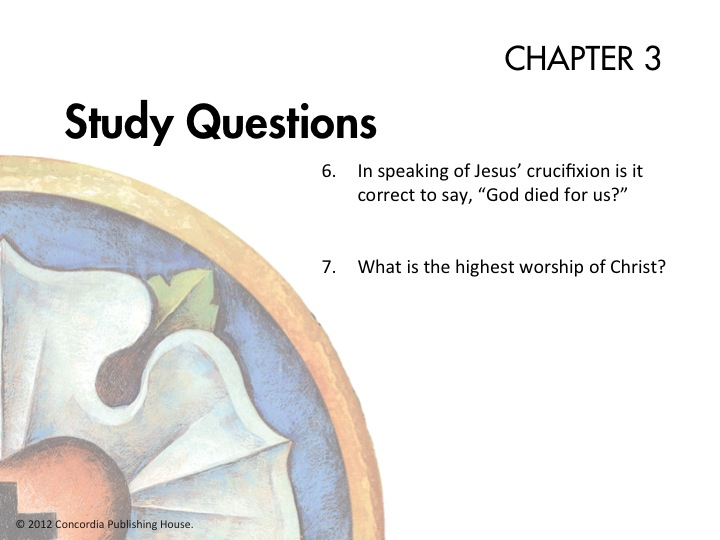 CHAPTER 3
Study Questions
6. In speaking of Jesus’ crucifixion is it
correct to say, “God died for us?”
7. What is the highest worship of Christ?
© 2012 Concordia Publishing House.